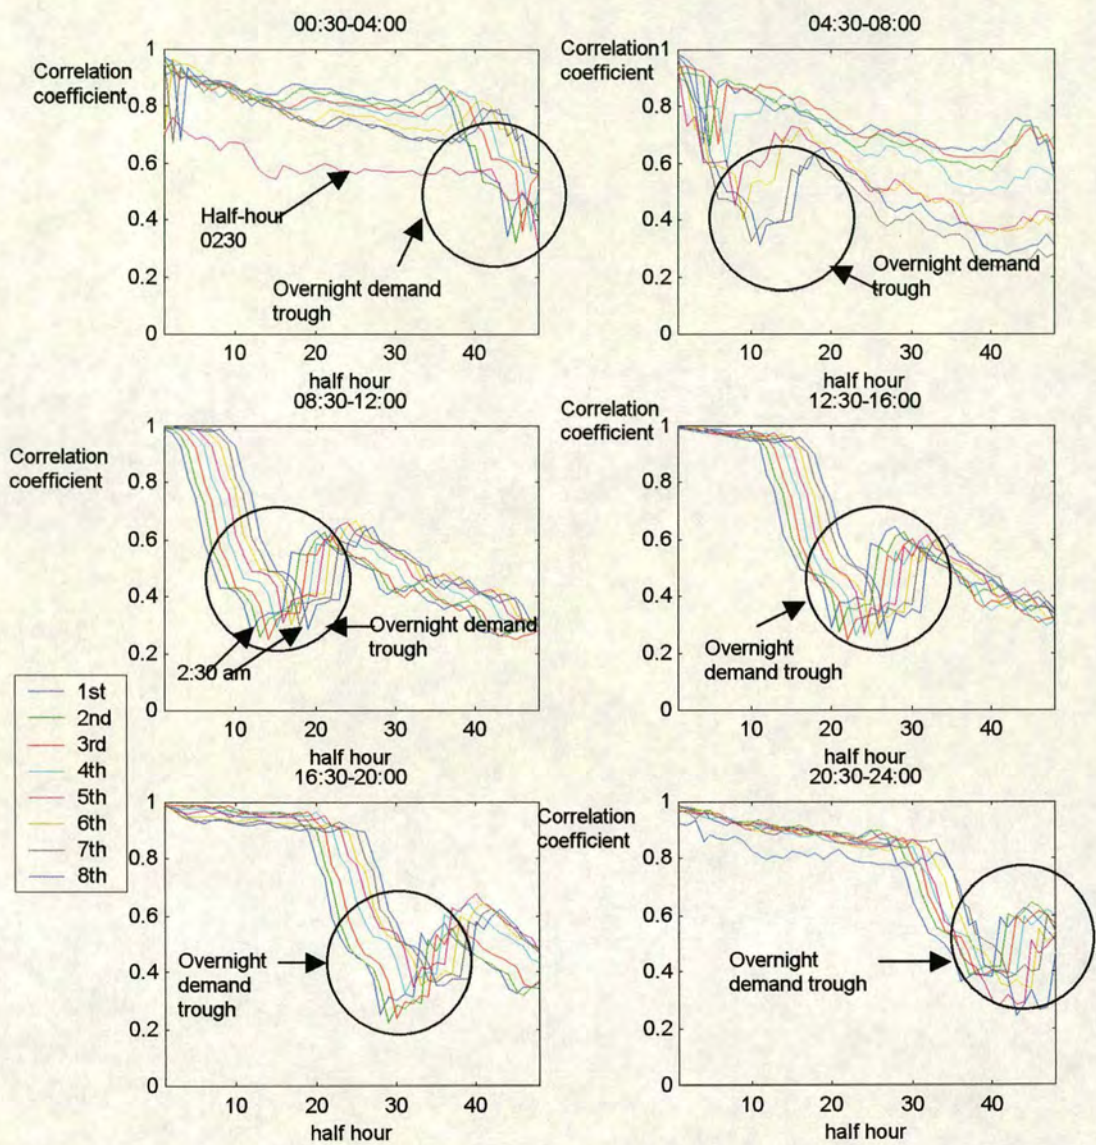 00:30-04:00
Correlation
coefficient
1
0.8
0.6
0.4
0.2
0
Half-hour
0230
Overnight demand
trough
10 20 30 40
half hour
04:30-08:00
Correlation
coefficient
1
0.8
0.6
0.4
0.2
0
Overnight demand
trough
10 20 30 40
half hour
08:30-12:00
Correlation
coefficient
1
0.8
0.6
0.4
0.2
0
Overnight demand
trough
2:30 am
10 20 30 40
half hour
12:30-16:00
Correlation
coefficient
1
0.8
0.6
0.4
0.2
0
Overnight
demand trough
10 20 30 40
half hour
1st
2nd
3rd
4th
5th
6th
7th
8th
16:30-20:00
1
0.8
0.6
0.4
0.2
0
Overnight
demand
trough
10 20 30 40
half hour
20:30-24:00
Correlation
coefficient
1
0.8
0.6
0.4
0.2
0
Overnight
demand trough
10 20 30 40
half hour